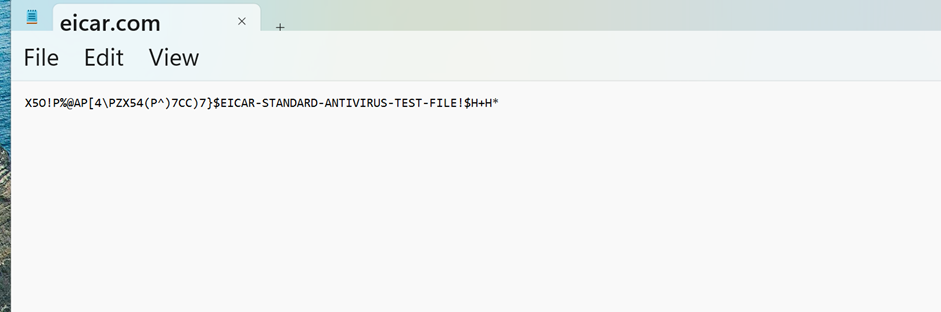 eicar.com
File Edit View
X5O!P%@AP[4\PZX54(P^)7CC)7}$EICAR-STANDARD-ANTIVIRUS-TEST-FILE!$H+H*